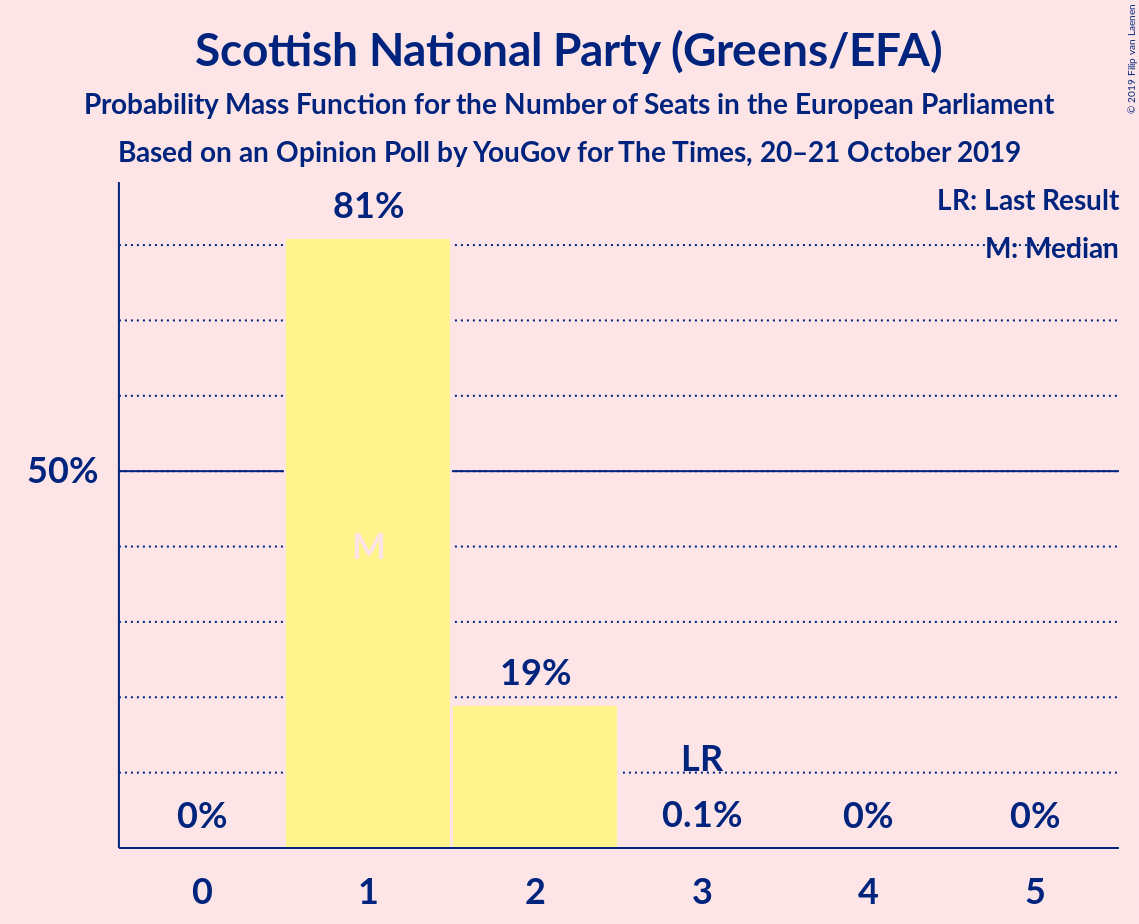 Scottish National Party (Greens/EFA)
Probability Mass Function for the Number of Seats in the European Parliament
Based on an Opinion Poll by YouGov for The Times, 20–21 October 2019
© 2019 Filip van Laenen
LR: Last Result
M: Median
81%
50%
M
19%
LR
0%
0.1%
0%
0%
0
1
2
3
4
5